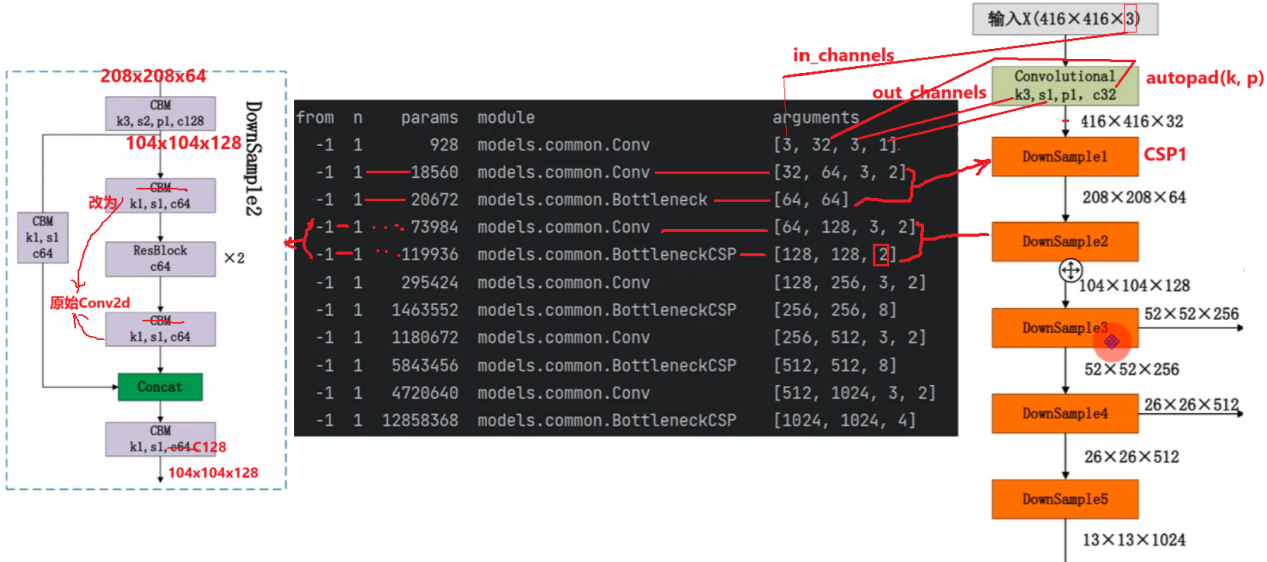 208x208x64
CBM
k3, s2, p1, c128
104x104x128
DownSample2
CBM
k1, s1, c64
改为
CBM
k1, s1
c64
ResBlock
c64
×2
原始Conv2d
CBM
k1, s1, c64
Concat
CBM
k1, s1, c64 C128
104x104x128
from n params module arguments
-1 1 928 models.common.Conv [3, 32, 3, 1]
-1 1 18560 models.common.Conv [32, 64, 3, 2]
-1 1 20672 models.common.Bottleneck [64, 64]
-1 1 73984 models.common.Conv [64, 128, 3, 2]
-1 1 119936 models.common.BottleneckCSP [128, 128, 2]
-1 1 295424 models.common.Conv [128, 256, 3, 2]
-1 1 1463552 models.common.BottleneckCSP [256, 256, 8]
-1 1 1180672 models.common.Conv [256, 512, 3, 2]
-1 1 5843456 models.common.BottleneckCSP [512, 512, 8]
-1 1 4720640 models.common.Conv [512, 1024, 3, 2]
-1 1 12858368 models.common.BottleneckCSP [1024, 1024, 4]
in_channels
out_channels
输入X(416×416×3)
Convolutional
k3, s1, p1, c32
autopad(k, p)
416×416×32
DownSample1
CSP1
208×208×64
DownSample2
104×104×128
DownSample3
52×52×256
52×52×256
DownSample4
26×26×512
26×26×512
DownSample5
13×13×1024